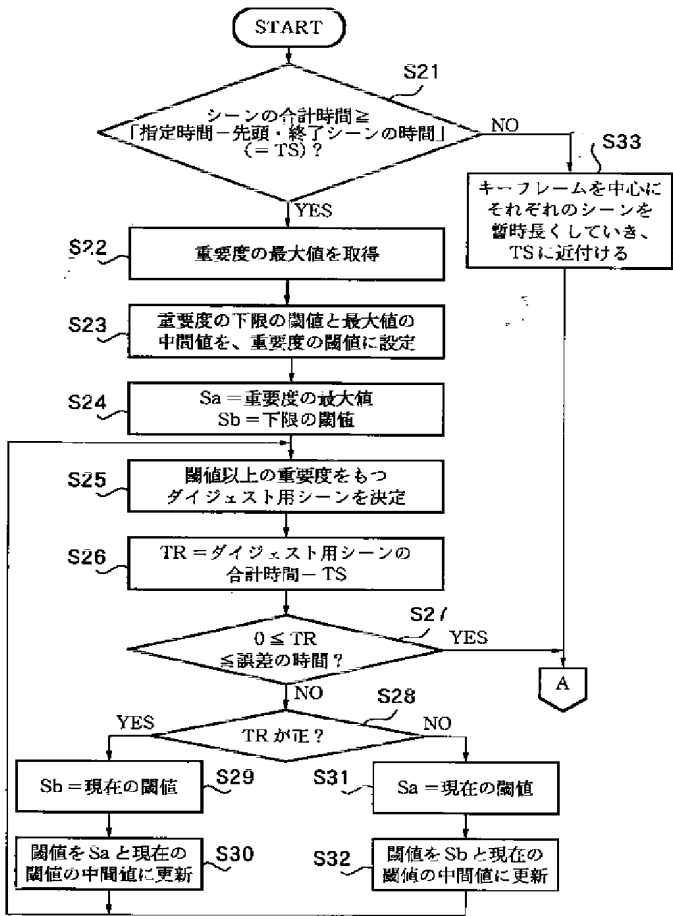 START
S21
シーンの合計時間≧
「指定時間－先頭・終了シーンの時間」
(＝TS)？
NO
YES
S33
キーフレームを中心に
それぞれのシーンを
暫時長くしていき、
TSに近付ける
S22
重要度の最大値を取得
S23
重要度の下限の閾値と最大値の
中間値を、重要度の閾値に設定
S24
Sa＝重要度の最大値
Sb＝下限の閾値
S25
閾値以上の重要度をもつ
ダイジェスト用シーンを決定
S26
TR＝ダイジェスト用シーンの
合計時間－TS
S27
0≦TR
≦誤差の時間？
YES
NO
A
S28
TRが正？
YES
NO
S29
Sb＝現在の閾値
S31
Sa＝現在の閾値
S30
閾値をSaと現在の
閾値の中間値に更新
S32
閾値をSbと現在の
閾値の中間値に更新